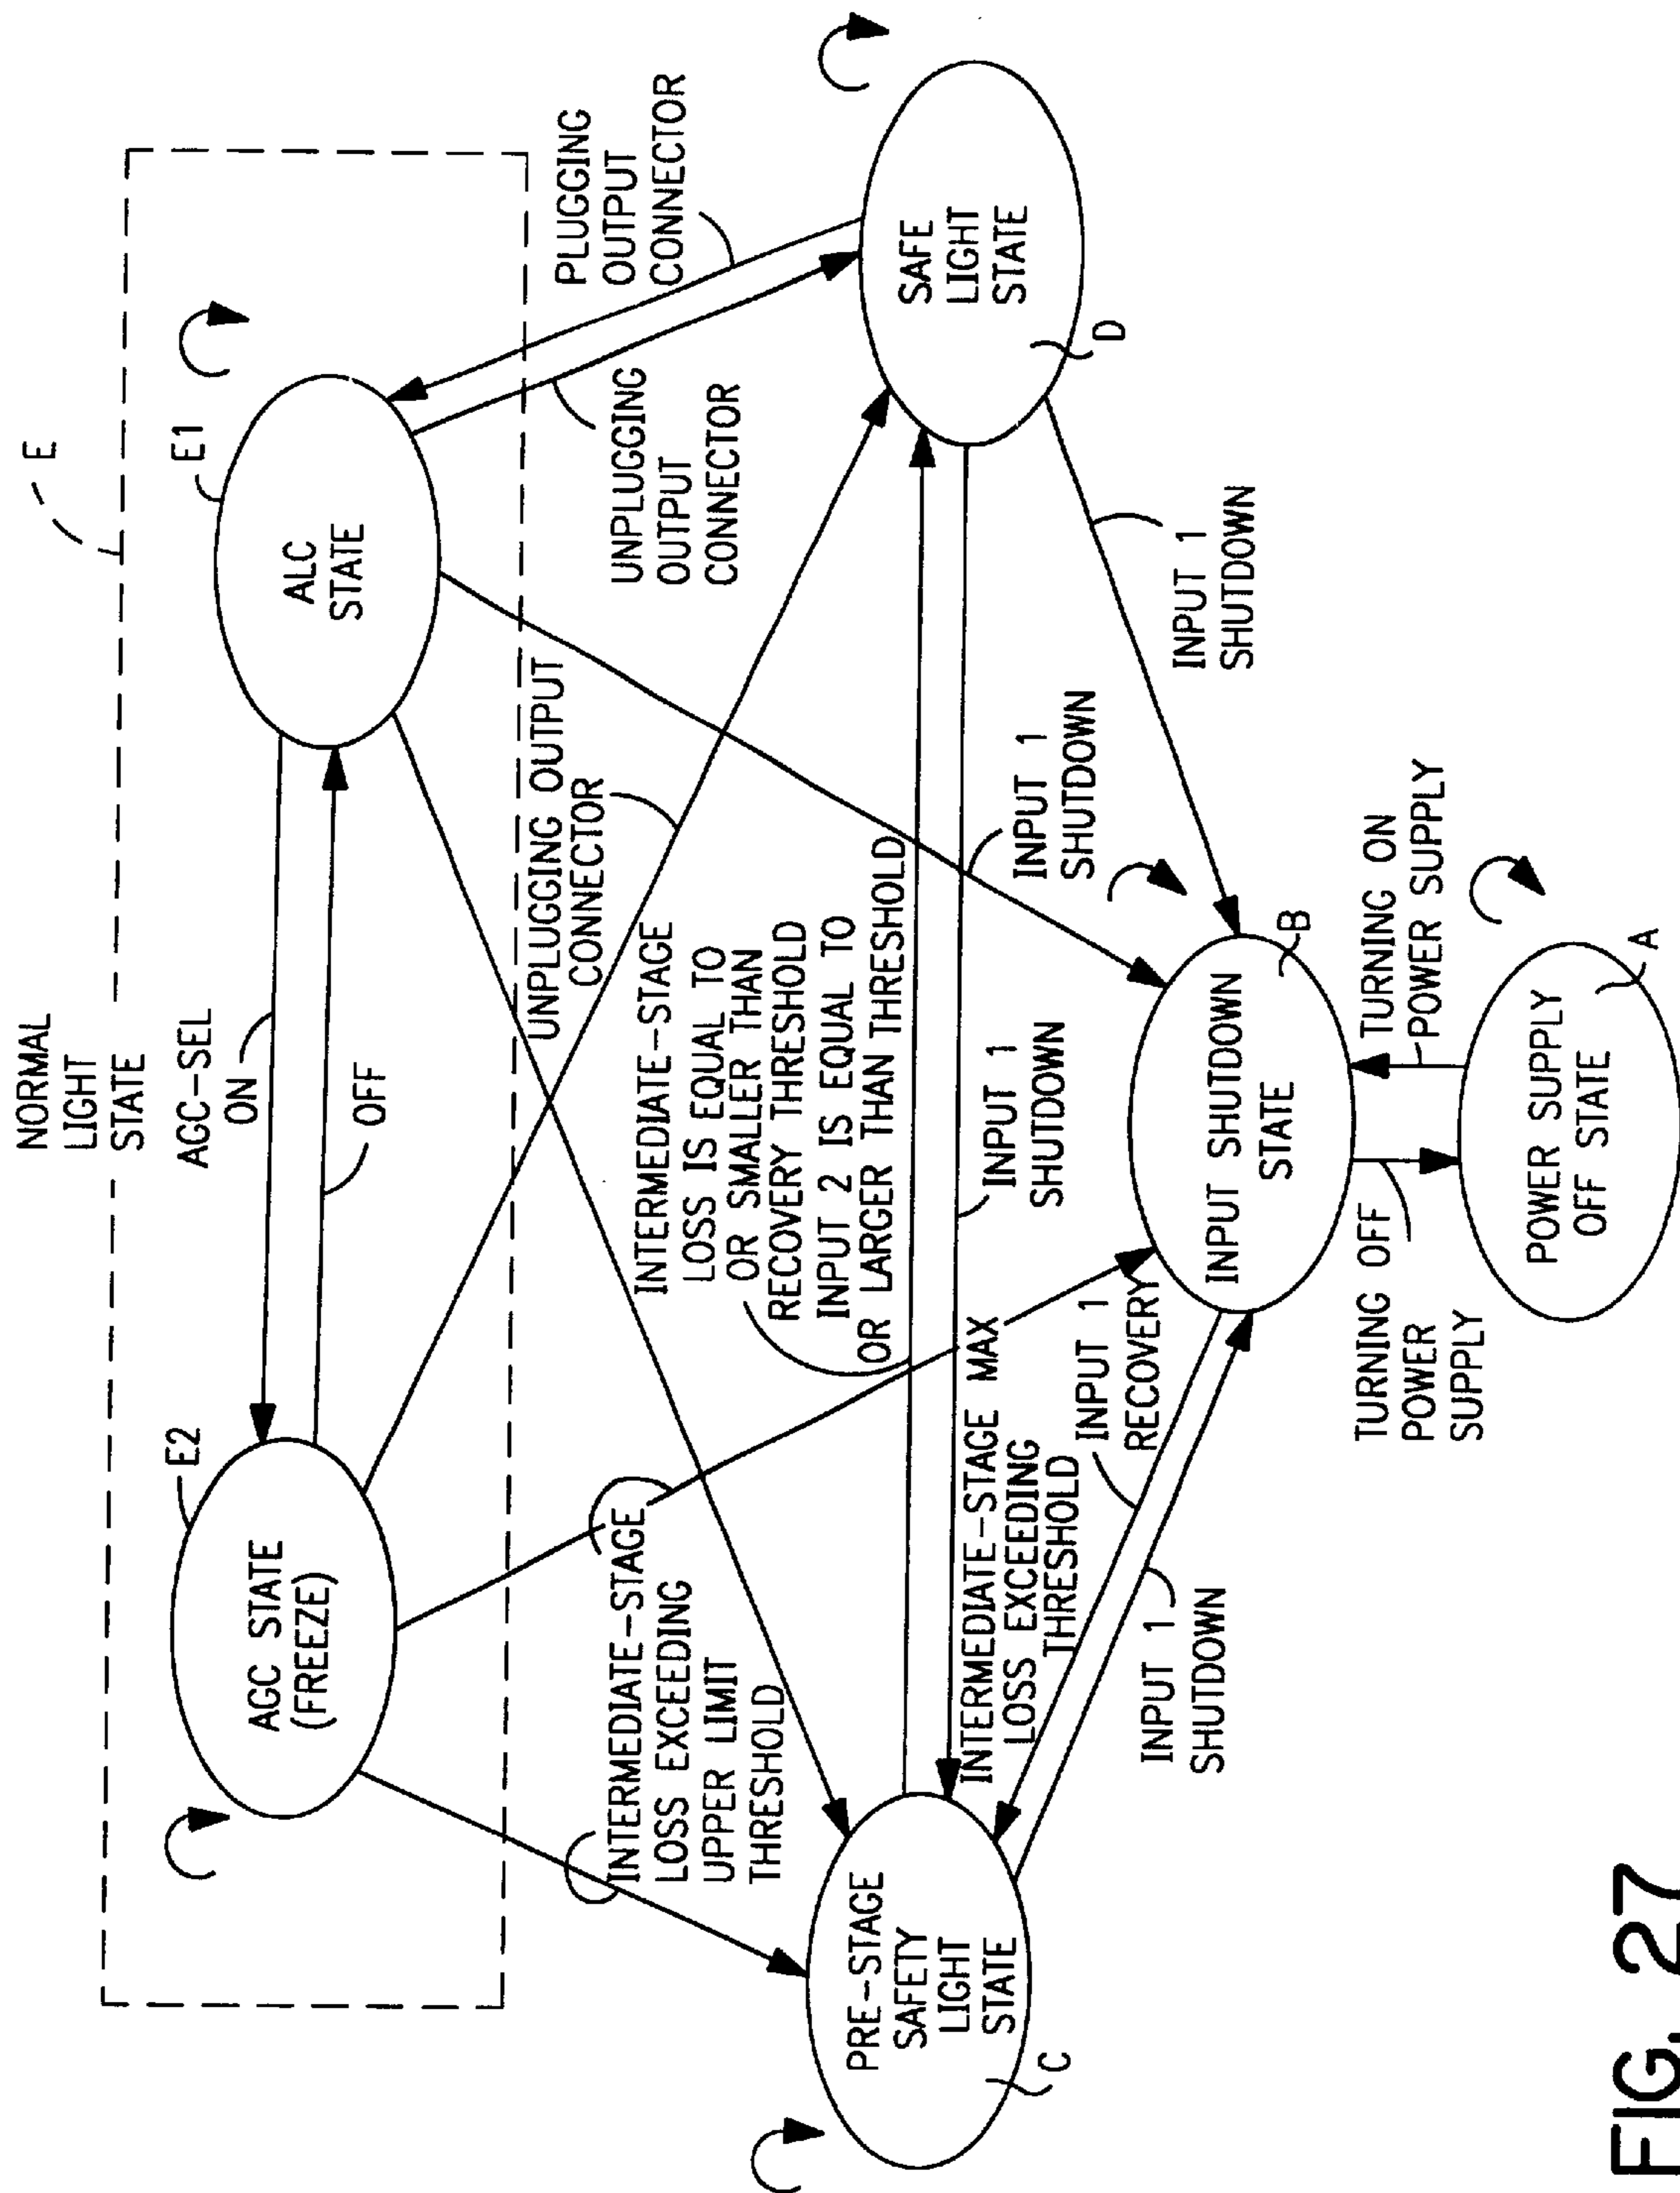 NORMAL
LIGHT
STATE
E
AGC-SEL
ON
OFF
E2
AGC STATE
(FREEZE)
E1
ALC
STATE
PLUGGING
OUTPUT
CONNECTOR
UNPLUGGING
OUTPUT
CONNECTOR
UNPLUGGING OUTPUT
CONNECTOR
INTERMEDIATE-STAGE
LOSS EXCEEDING
UPPER LIMIT
THRESHOLD
INTERMEDIATE-STAGE
LOSS IS EQUAL TO
OR SMALLER THAN
RECOVERY THRESHOLD
INPUT 2 IS EQUAL TO
OR LARGER THAN THRESHOLD
PRE-STAGE
SAFETY
LIGHT
STATE
C
SAFE
LIGHT
STATE
D
INTERMEDIATE-STAGE MAX
LOSS EXCEEDING
THRESHOLD
INPUT 1
SHUTDOWN
INPUT 1
SHUTDOWN
INPUT 1
SHUTDOWN
INPUT 1
RECOVERY
INPUT 1
SHUTDOWN
INPUT SHUTDOWN
STATE
B
TURNING OFF
POWER
SUPPLY
TURNING ON
POWER SUPPLY
POWER SUPPLY
OFF STATE
A
FIG. 27